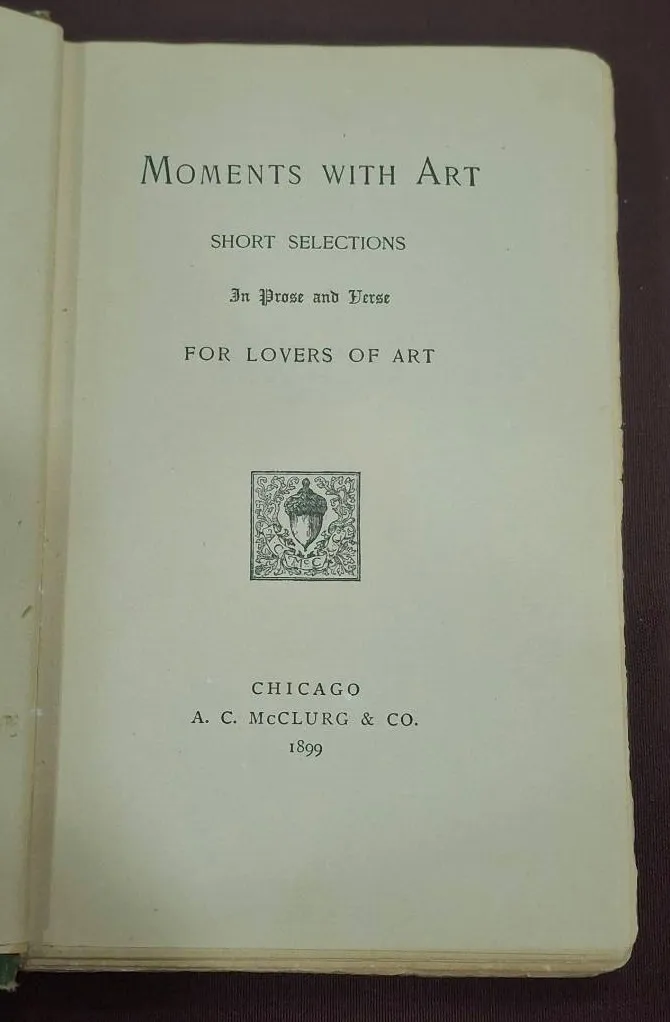 MOMENTS WITH ART
SHORT SELECTIONS
In Prose and Verse
FOR LOVERS OF ART
CHICAGO
A. C. McCLURG & CO.
1899